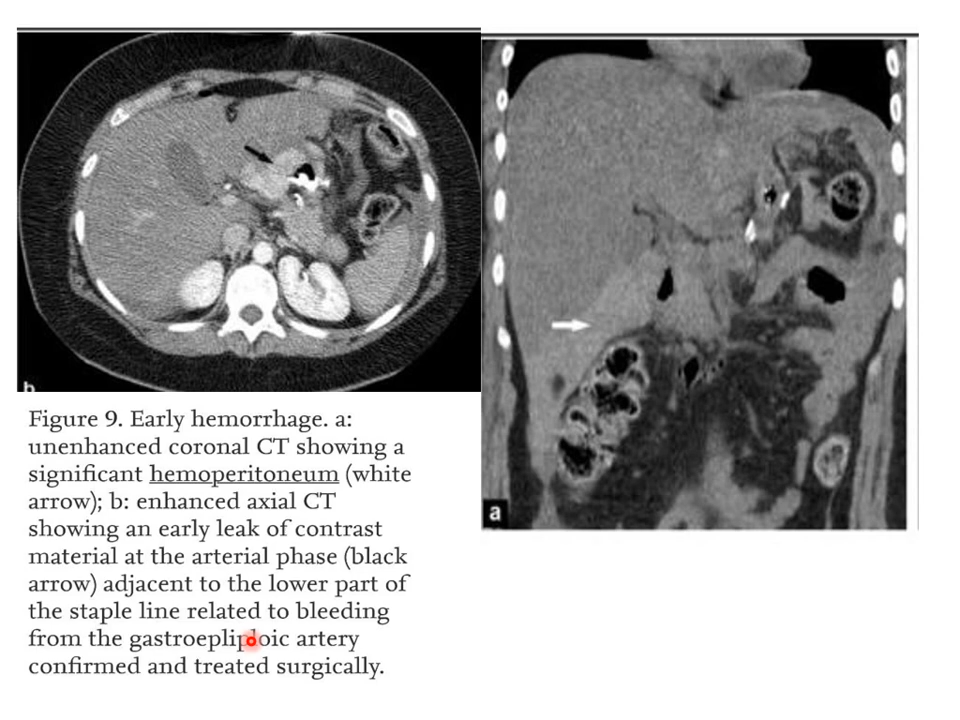 b
a
Figure 9. Early hemorrhage. a:
unenhanced coronal CT showing a
significant hemoperitoneum (white
arrow); b: enhanced axial CT
showing an early leak of contrast
material at the arterial phase (black
arrow) adjacent to the lower part of
the staple line related to bleeding
from the gastroepliploic artery
confirmed and treated surgically.